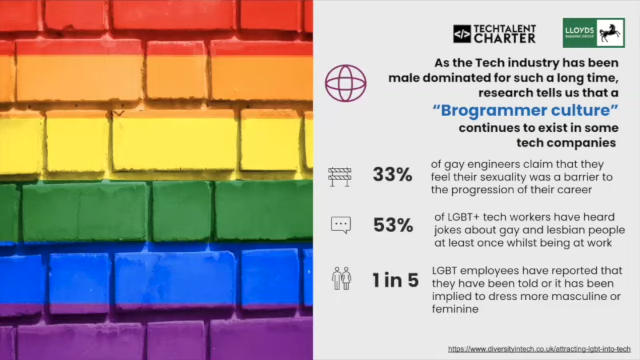 TECHTALENT
CHARTER
LLOYDS
BANKING GROUP
As the Tech industry has been
male dominated for such a long time,
research tells us that a
“Brogrammer culture”
continues to exist in some
tech companies
33%
of gay engineers claim that they
feel their sexuality was a barrier to
the progression of their career
53%
of LGBT+ tech workers have heard
jokes about gay and lesbian people
at least once whilst being at work
1 in 5
LGBT employees have reported that
they have been told or it has been
implied to dress more masculine or
feminine
https://www.diversityintech.co.uk/attracting-lgbt-into-tech